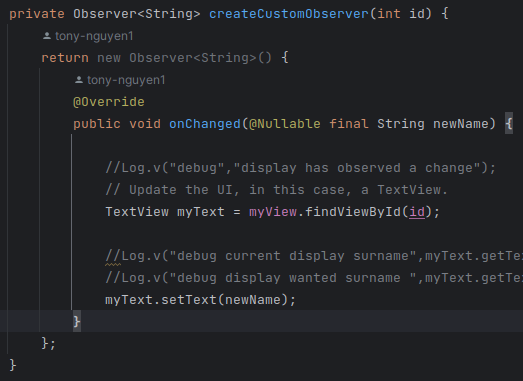 private Observer<String> createCustomObserver(int id) {
tony-nguyen1
return new Observer<String>() {
tony-nguyen1
@Override
public void onChanged(@Nullable final String newName) {
//Log.v("debug","display has observed a change");
// Update the UI, in this case, a TextView.
TextView myText = myView.findViewById(id);
//Log.v("debug current display surname",myText.getTex
//Log.v("debug display wanted surname ",myText.getTex
myText.setText(newName);
}
};
}